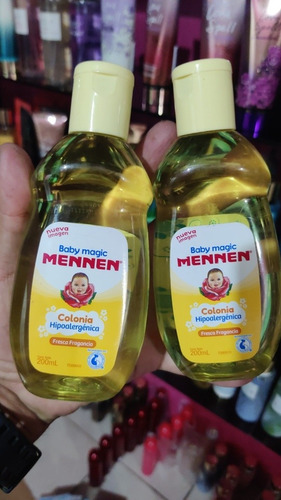 nueva
imagen
Baby magic
MENNEN
Colonia
Hipoalergénica
Fresca Fragancia
200mL
nueva
imagen
Baby magic
MENNEN
Colonia
Hipoalergénica
Fresca Fragancia
200mL